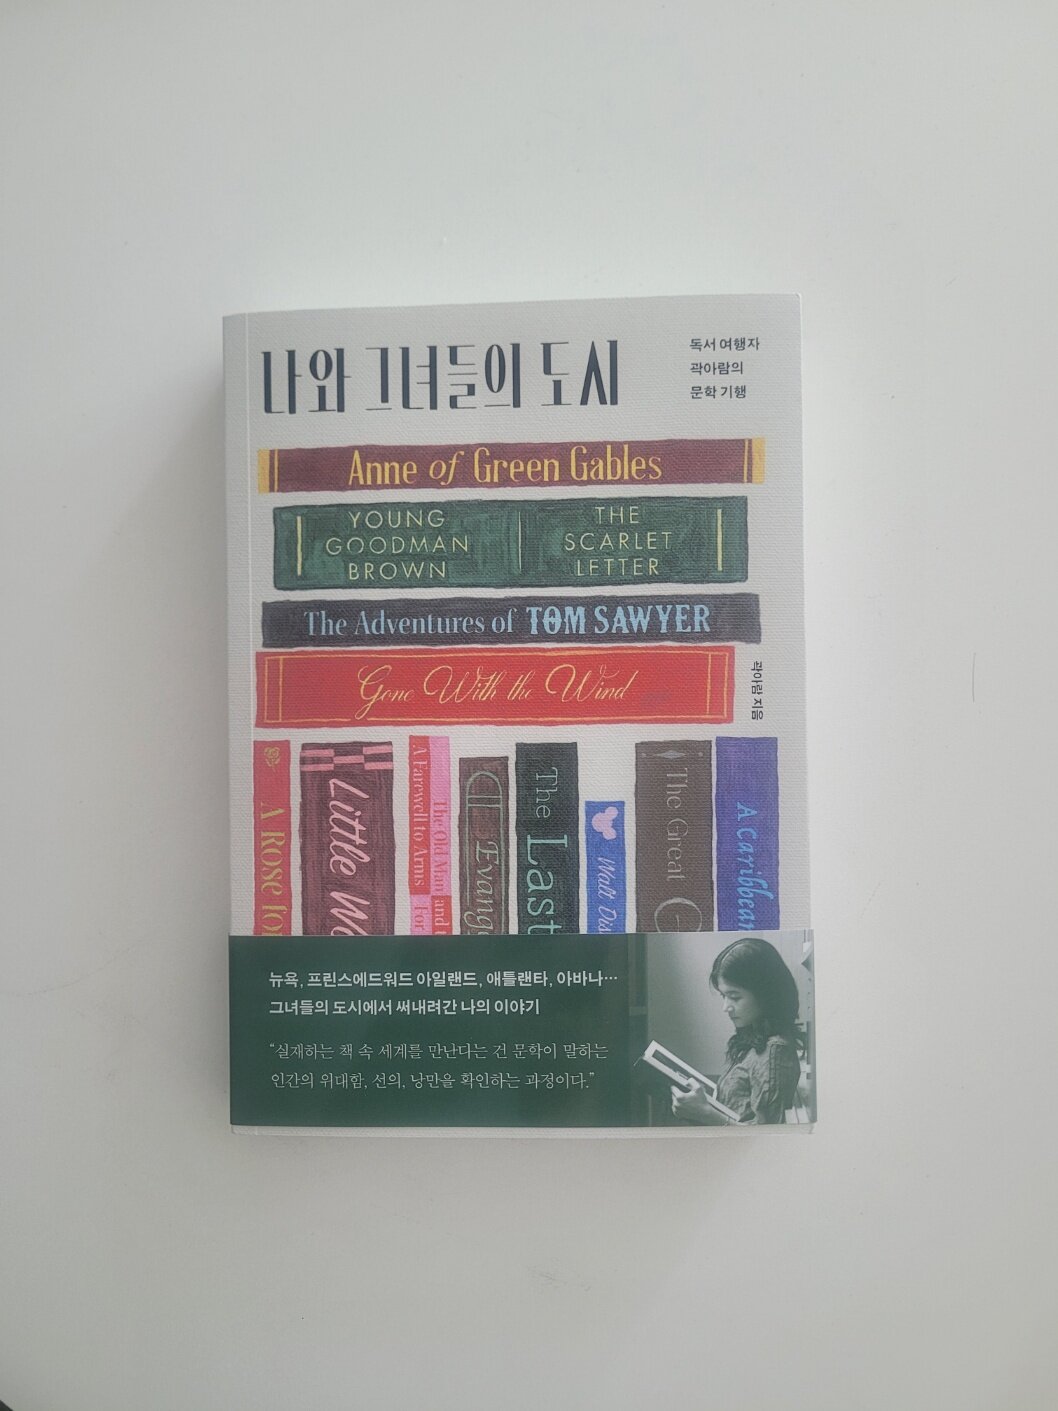 나와 그녀들의 도시
독서 여행자
곽아람의
문학 기행
Anne of Green Gables
YOUNG
GOODMAN
BROWN
THE
SCARLET
LETTER
The Adventures of TOM SAWYER
Gone With the Wind
곽아람 지음
A Rose for
Little Wo
A Farewell to Arms
The Old Man and t
For
Evange
The Last
Walt Dis
The Great G
A Caribbean
뉴욕, 프린스에드워드 아일랜드, 애틀랜타, 아바나…
그녀들의 도시에서 써내려간 나의 이야기
“실재하는 책 속 세계를 만난다는 건 문학이 말하는
인간의 위대함, 선의, 낭만을 확인하는 과정이다.”